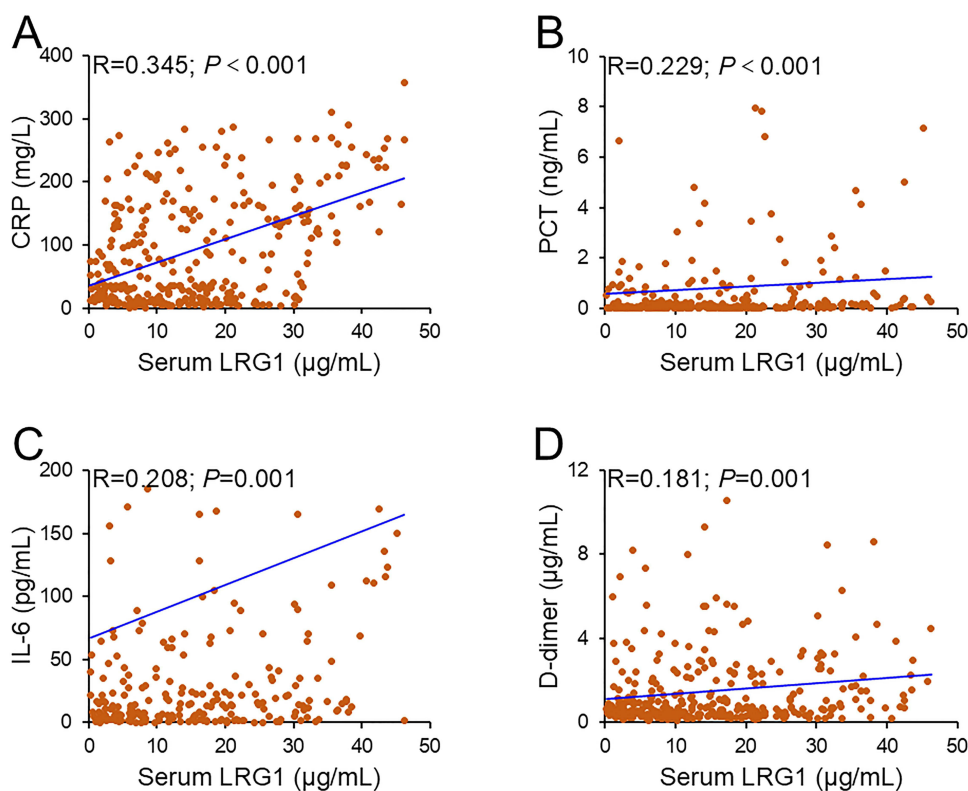 A
R=0.345; P < 0.001
CRP (mg/L)
400
300
200
100
0
0 10 20 30 40 50
Serum LRG1 (µg/mL)
B
R=0.229; P < 0.001
PCT (ng/mL)
10
8
6
4
2
0
0 10 20 30 40 50
Serum LRG1 (µg/mL)
C
R=0.208; P=0.001
IL-6 (pg/mL)
200
150
100
50
0
0 10 20 30 40 50
Serum LRG1 (µg/mL)
D
R=0.181; P=0.001
D-dimer (µg/mL)
12
8
4
0
0 10 20 30 40 50
Serum LRG1 (µg/mL)